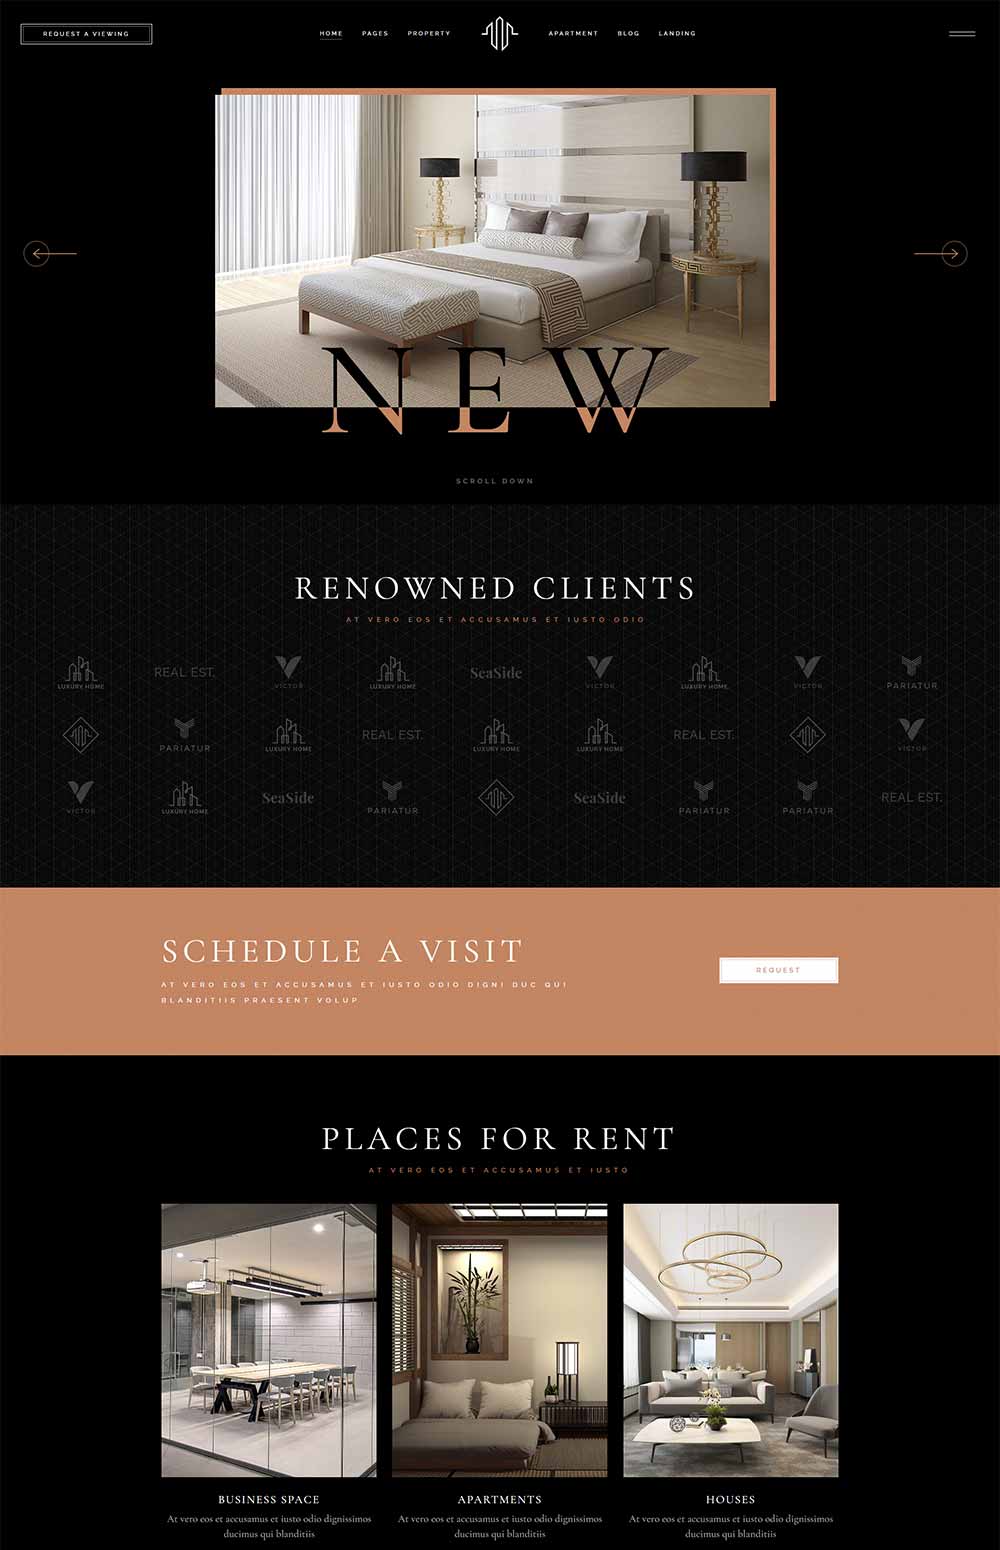 REQUEST A VIEWING
HOME PAGES PROPERTY APARTMENT BLOG LANDING
NEW
SCROLL DOWN
RENOWNED CLIENTS
AT VERO EOS ET ACCUSAMUS ET IUSTO ODIO
LUXURY HOME REAL EST. VICTOR LUXURY HOME SeaSide VICTOR LUXURY HOME VICTOR PARIATUR
PARIATUR LUXURY HOME REAL EST. LUXURY HOME LUXURY HOME REAL EST. VICTOR
VICTOR LUXURY HOME SeaSide PARIATUR SeaSide PARIATUR PARIATUR REAL EST.
SCHEDULE A VISIT
AT VERO EOS ET ACCUSAMUS ET IUSTO ODIO DIGNI DUC QUI
BLANDITIIS PRAESENT VOLUP
REQUEST
PLACES FOR RENT
AT VERO EOS ET ACCUSAMUS ET IUSTO
BUSINESS SPACE
At vero eos et accusamus et iusto odio dignissimos
ducimus qui blanditiis
APARTMENTS
At vero eos et accusamus et iusto odio dignissimos
ducimus qui blanditiis
HOUSES
At vero eos et accusamus et iusto odio dignissimos
ducimus qui blanditiis